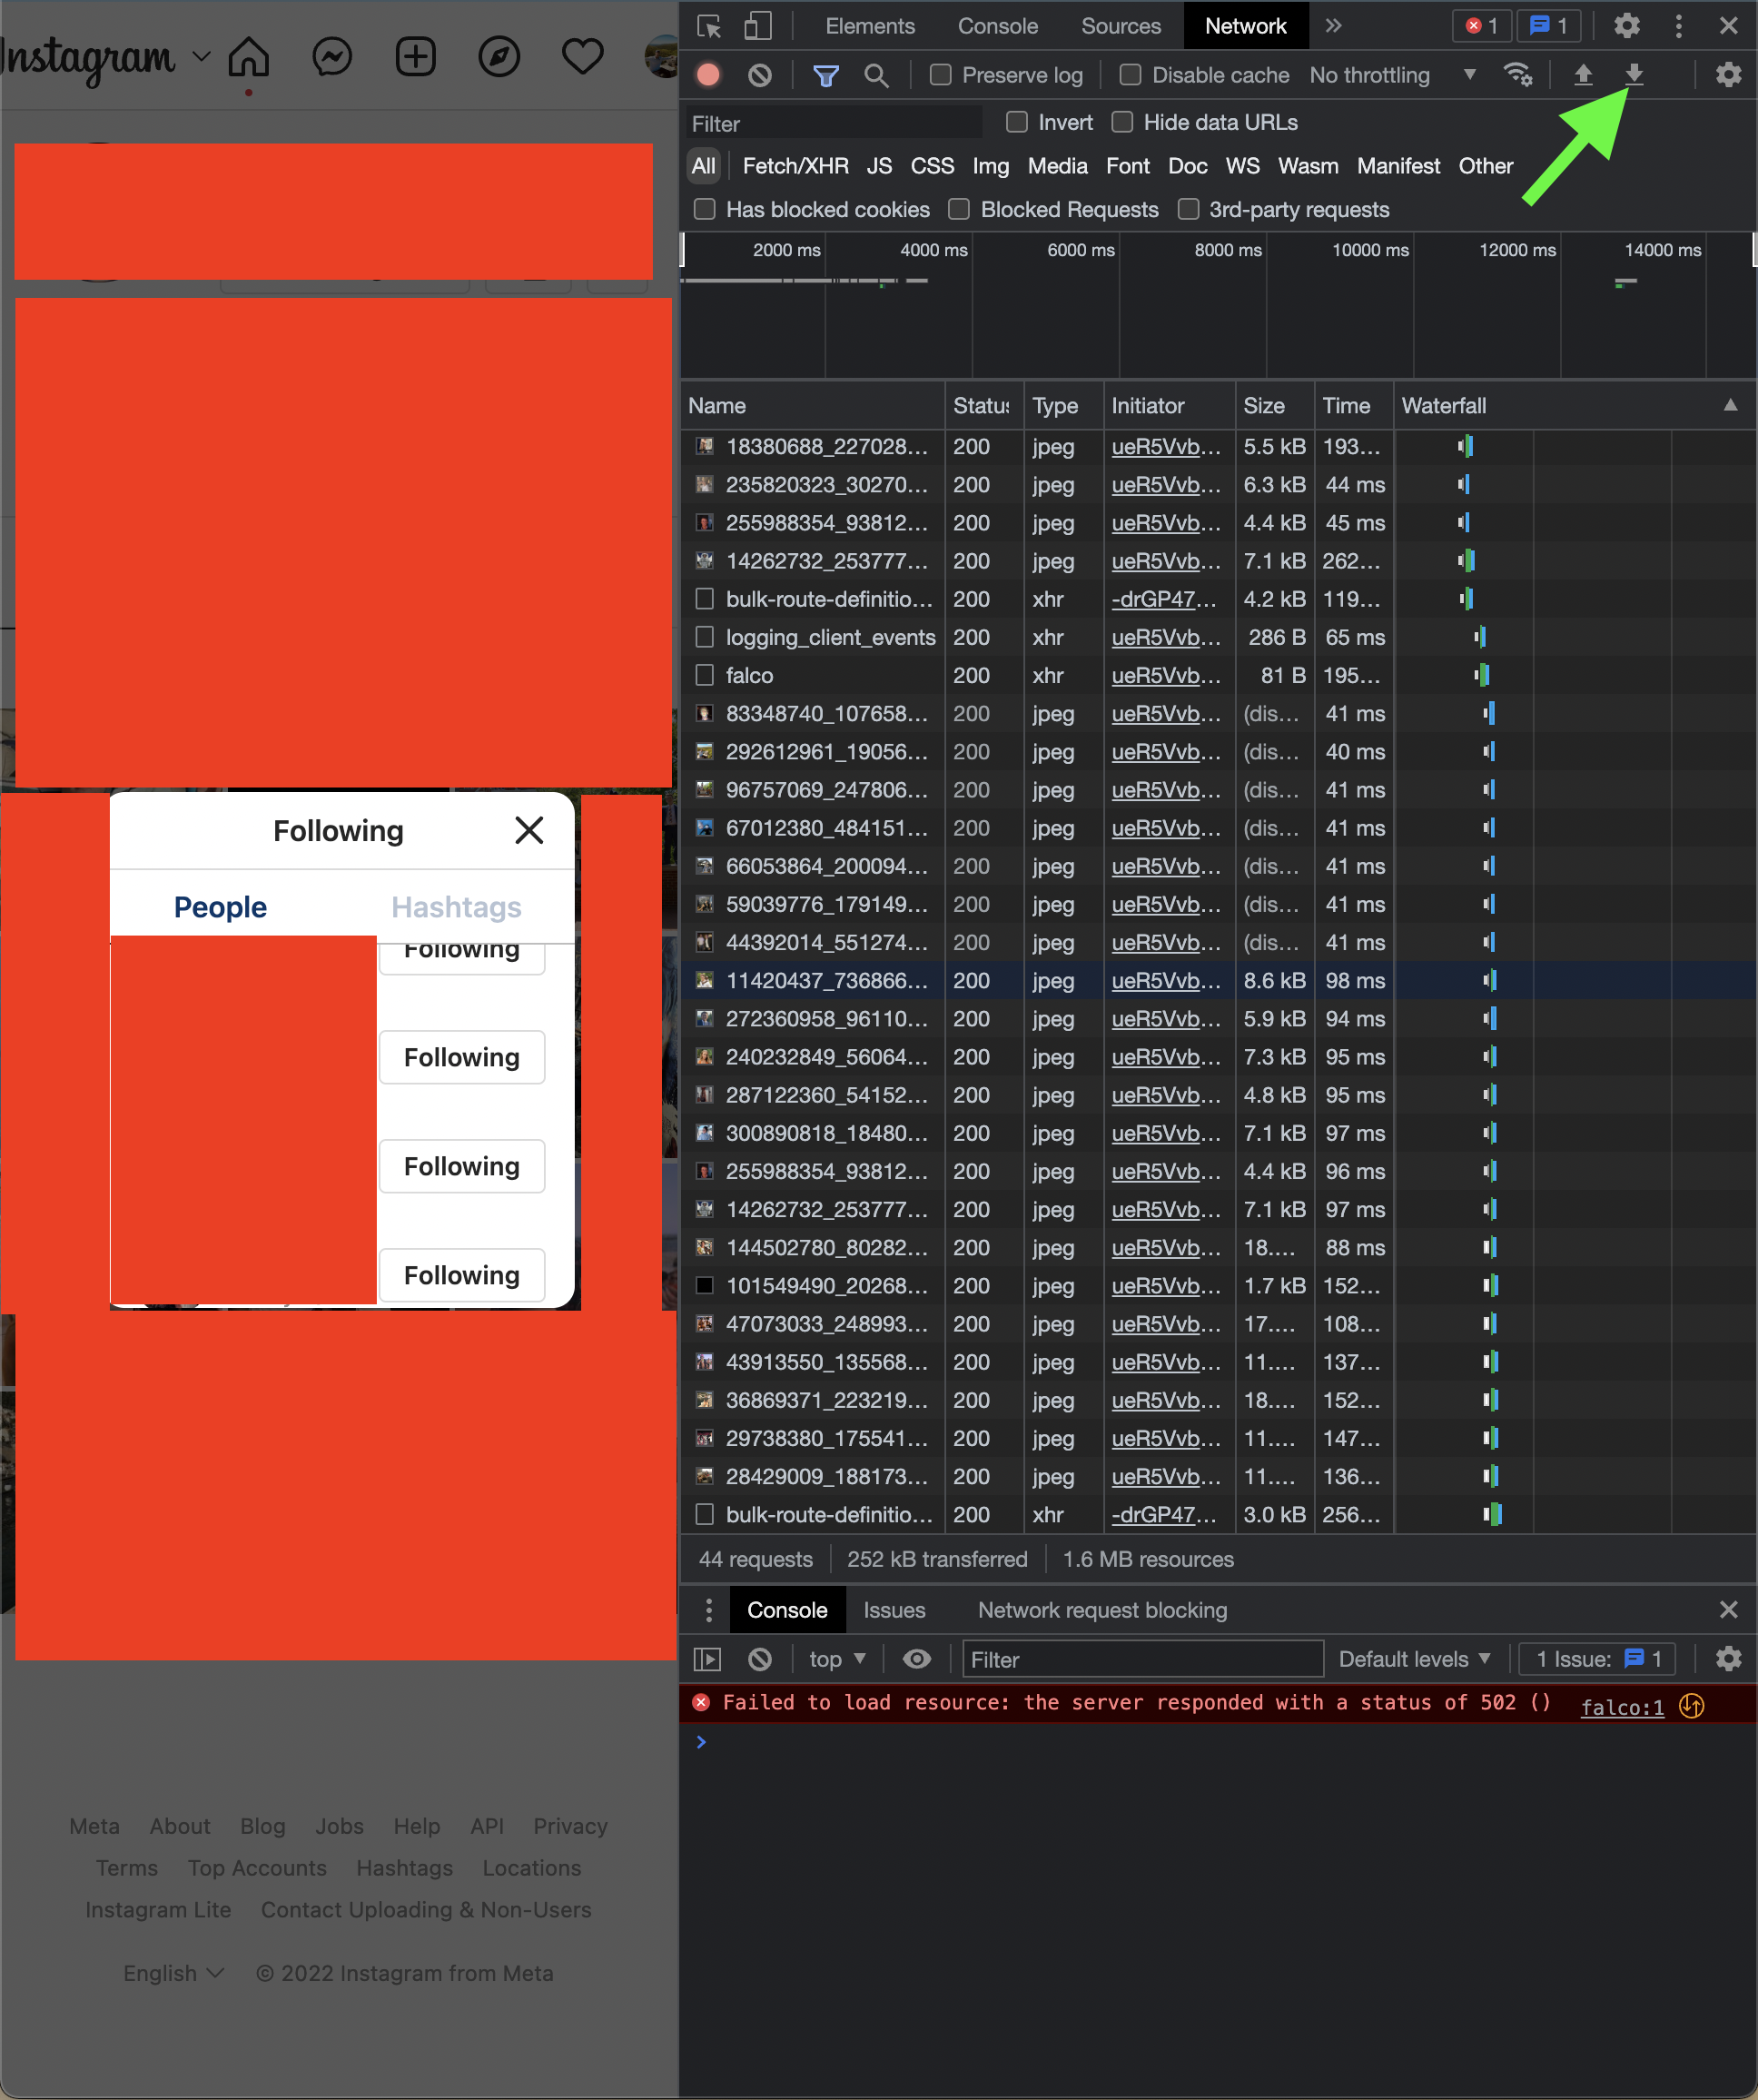 Instagram
Elements Console Sources Network 1 1
Preserve log Disable cache No throttling
Filter Invert Hide data URLs
All Fetch/XHR JS CSS Img Media Font Doc WS Wasm Manifest Other
Has blocked cookies Blocked Requests 3rd-party requests
2000 ms 4000 ms 6000 ms 8000 ms 10000 ms 12000 ms 14000 ms
Name Status Type Initiator Size Time Waterfall
18380688_227028... 200 jpeg ueR5Vvb... 5.5 kB 193...
235820323_30270... 200 jpeg ueR5Vvb... 6.3 kB 44 ms
255988354_93812... 200 jpeg ueR5Vvb... 4.4 kB 45 ms
14262732_253777... 200 jpeg ueR5Vvb... 7.1 kB 262...
bulk-route-definitio... 200 xhr -drGP47... 4.2 kB 119...
logging_client_events 200 xhr ueR5Vvb... 286 B 65 ms
falco 200 xhr ueR5Vvb... 81 B 195...
83348740_107658... 200 jpeg ueR5Vvb... (dis... 41 ms
292612961_19056... 200 jpeg ueR5Vvb... (dis... 40 ms
96757069_247806... 200 jpeg ueR5Vvb... (dis... 41 ms
67012380_484151... 200 jpeg ueR5Vvb... (dis... 41 ms
66053864_200094... 200 jpeg ueR5Vvb... (dis... 41 ms
59039776_179149... 200 jpeg ueR5Vvb... (dis... 41 ms
44392014_551274... 200 jpeg ueR5Vvb... (dis... 41 ms
11420437_736866... 200 jpeg ueR5Vvb... 8.6 kB 98 ms
272360958_96110... 200 jpeg ueR5Vvb... 5.9 kB 94 ms
240232849_56064... 200 jpeg ueR5Vvb... 7.3 kB 95 ms
287122360_54152... 200 jpeg ueR5Vvb... 4.8 kB 95 ms
300890818_18480... 200 jpeg ueR5Vvb... 7.1 kB 97 ms
255988354_93812... 200 jpeg ueR5Vvb... 4.4 kB 96 ms
14262732_253777... 200 jpeg ueR5Vvb... 7.1 kB 97 ms
144502780_80282... 200 jpeg ueR5Vvb... 18.... 88 ms
101549490_20268... 200 jpeg ueR5Vvb... 1.7 kB 152...
47073033_248993... 200 jpeg ueR5Vvb... 17.... 108...
43913550_135568... 200 jpeg ueR5Vvb... 11.... 137...
36869371_223219... 200 jpeg ueR5Vvb... 18.... 152...
29738380_175541... 200 jpeg ueR5Vvb... 11.... 147...
28429009_188173... 200 jpeg ueR5Vvb... 11.... 136...
bulk-route-definitio... 200 xhr -drGP47... 3.0 kB 256...
44 requests 252 kB transferred 1.6 MB resources
Console Issues Network request blocking
top Filter Default levels 1 Issue: 1
Failed to load resource: the server responded with a status of 502 () falco:1
Following
People Hashtags
Following
Following
Following
Following
Meta About Blog Jobs Help API Privacy
Terms Top Accounts Hashtags Locations
Instagram Lite Contact Uploading & Non-Users
English © 2022 Instagram from Meta